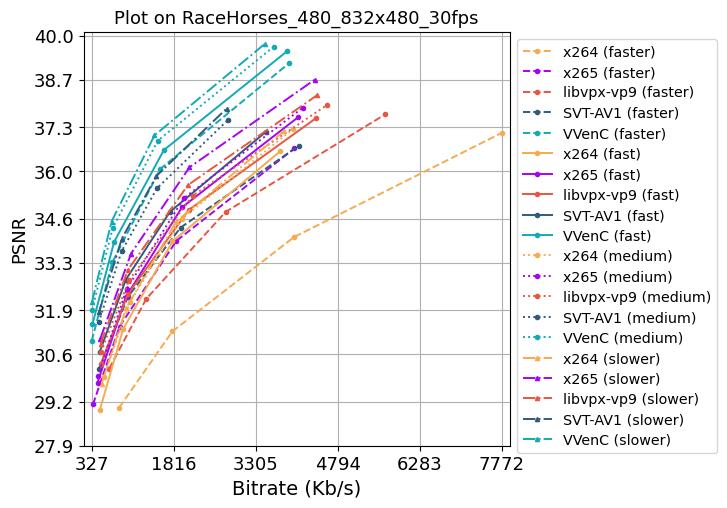 Plot on RaceHorses_480_832x480_30fps
PSNR
40.0
38.7
37.3
36.0
34.6
33.3
31.9
30.6
29.2
27.9
327 1816 3305 4794 6283 7772
Bitrate (Kb/s)
x264 (faster)
x265 (faster)
libvpx-vp9 (faster)
SVT-AV1 (faster)
VVenC (faster)
x264 (fast)
x265 (fast)
libvpx-vp9 (fast)
SVT-AV1 (fast)
VVenC (fast)
x264 (medium)
x265 (medium)
libvpx-vp9 (medium)
SVT-AV1 (medium)
VVenC (medium)
x264 (slower)
x265 (slower)
libvpx-vp9 (slower)
SVT-AV1 (slower)
VVenC (slower)